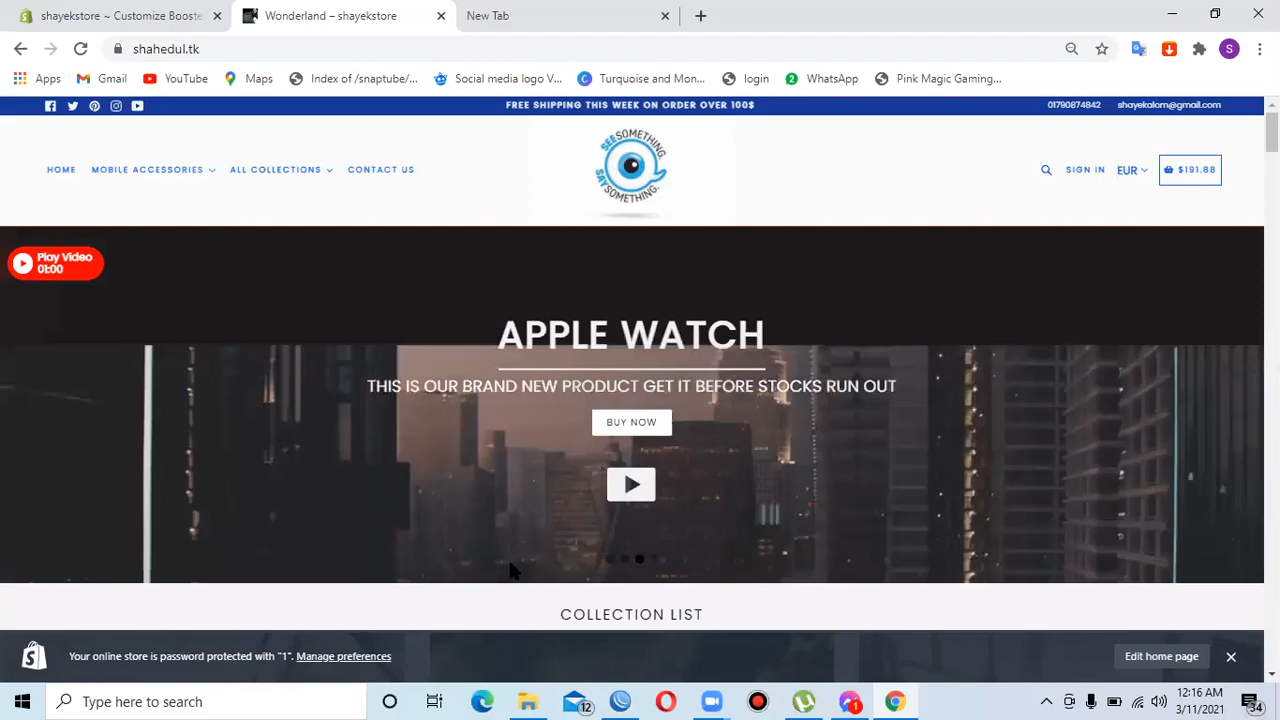 shayekstore ~ Customize Booste
Wonderland – shayekstore
New Tab
shahedul.tk
S
Apps
Gmail
YouTube
Maps
Index of /snaptube/...
Social media logo V...
Turquoise and Mon...
login
2
WhatsApp
Pink Magic Gaming...
FREE SHIPPING THIS WEEK ON ORDER OVER 100$
01790874842
shayekalom@gmail.com
HOME
MOBILE ACCESSORIES
ALL COLLECTIONS
CONTACT US
SEE SOMETHING.
SAY SOMETHING.
SIGN IN
EUR
$191.88
Play Video
01:00
APPLE WATCH
THIS IS OUR BRAND NEW PRODUCT GET IT BEFORE STOCKS RUN OUT
BUY NOW
COLLECTION LIST
Your online store is password protected with “1”. Manage preferences
Edit home page
Type here to search
12
1
12:16 AM
3/11/2021
34